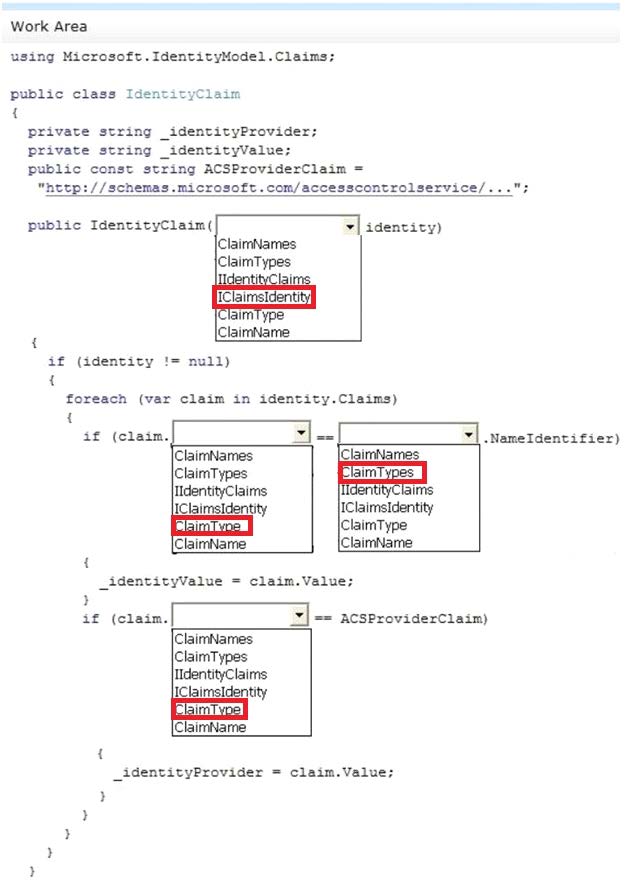 Work Area
using Microsoft.IdentityModel.Claims;
public class IdentityClaim
{
private string _identityProvider;
private string _identityValue;
public const string ACSProviderClaim =
"http://schemas.microsoft.com/accesscontrolservice/...";
public IdentityClaim( identity)
ClaimNames
ClaimTypes
IIdentityClaims
IClaimsIdentity
ClaimType
ClaimName
{
if (identity != null)
{
foreach (var claim in identity.Claims)
{
if (claim. == .NameIdentifier)
ClaimNames ClaimNames
ClaimTypes ClaimTypes
IIdentityClaims IIdentityClaims
IClaimsIdentity IClaimsIdentity
ClaimType ClaimType
ClaimName ClaimName
{
_identityValue = claim.Value;
}
if (claim. == ACSProviderClaim)
ClaimNames
ClaimTypes
IIdentityClaims
IClaimsIdentity
ClaimType
ClaimName
{
_identityProvider = claim.Value;
}
}
}
}
}